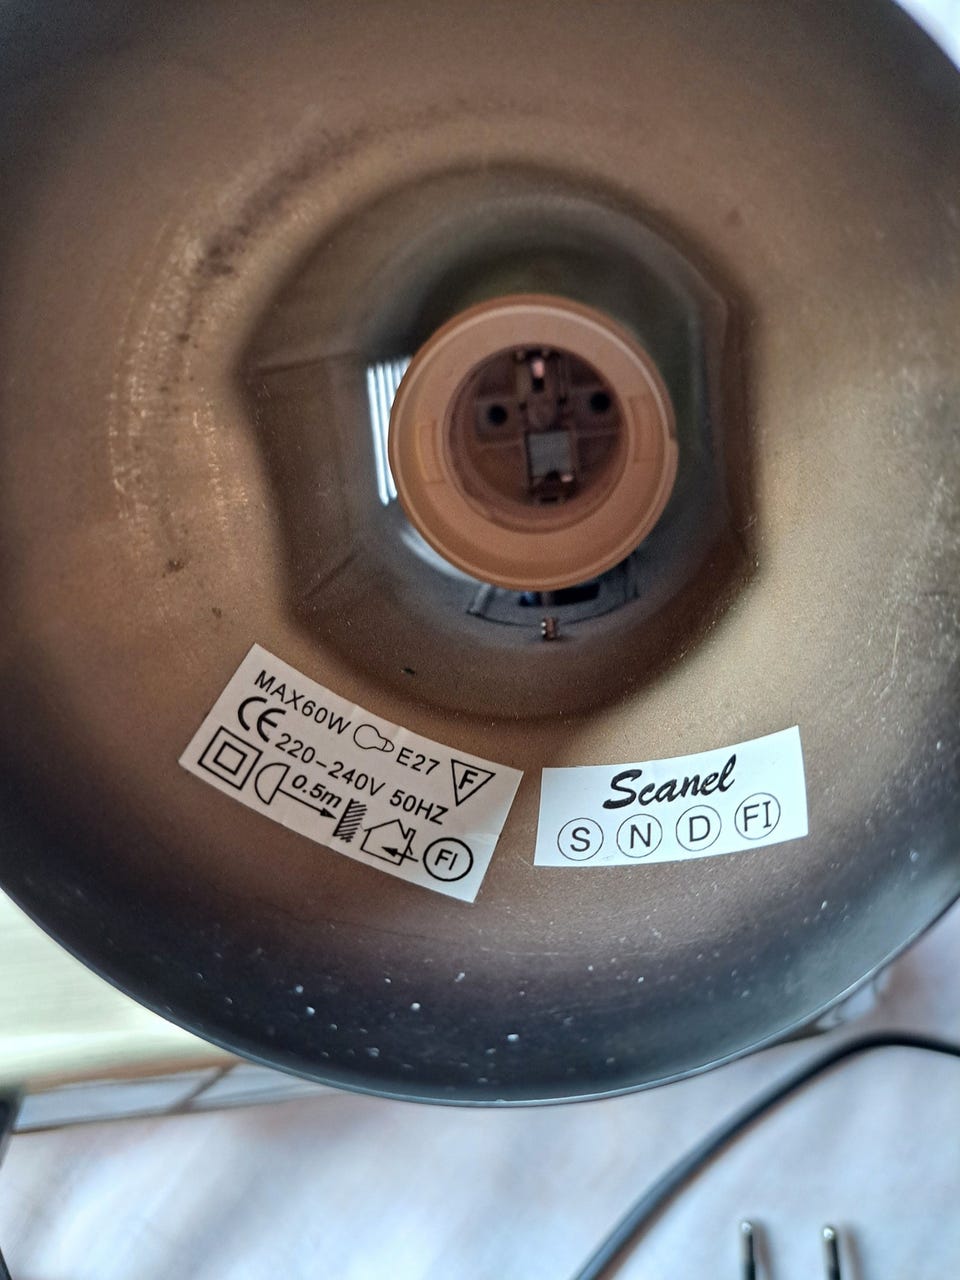 MAX60W E27
CE 220-240V 50HZ F
0.5m FI
Scanel
S N D FI